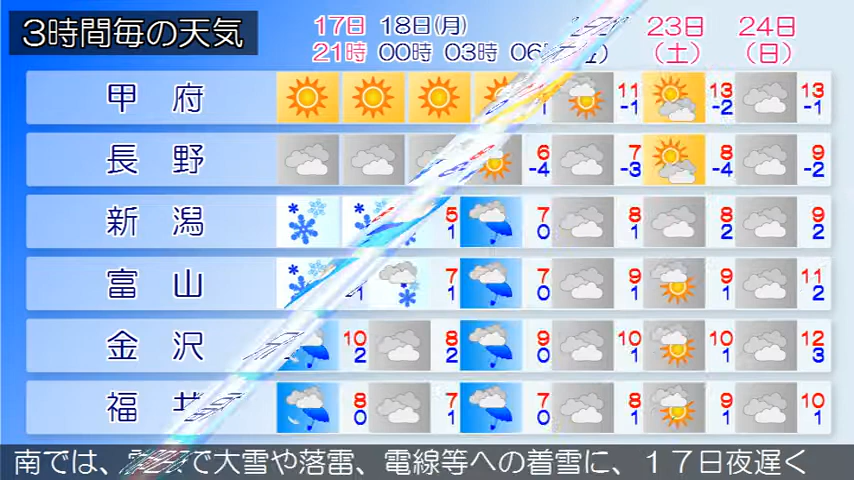 3時間毎の天気
17日 18日(月) 23日 24日
21時 00時 03時 (土) (日)
甲府 11 -1 13 -2 13 -1
長野 6 -4 7 -3 8 -4 9 -2
新潟 5 1 7 0 8 1 8 2 9 2
富山 7 1 7 0 9 1 9 1 11 2
金沢 10 2 8 2 9 0 10 1 10 1 12 3
福井 8 0 7 1 7 0 8 1 9 1 10 1
南では、 で大雪や落雷、電線等への着雪に、17日夜遅く